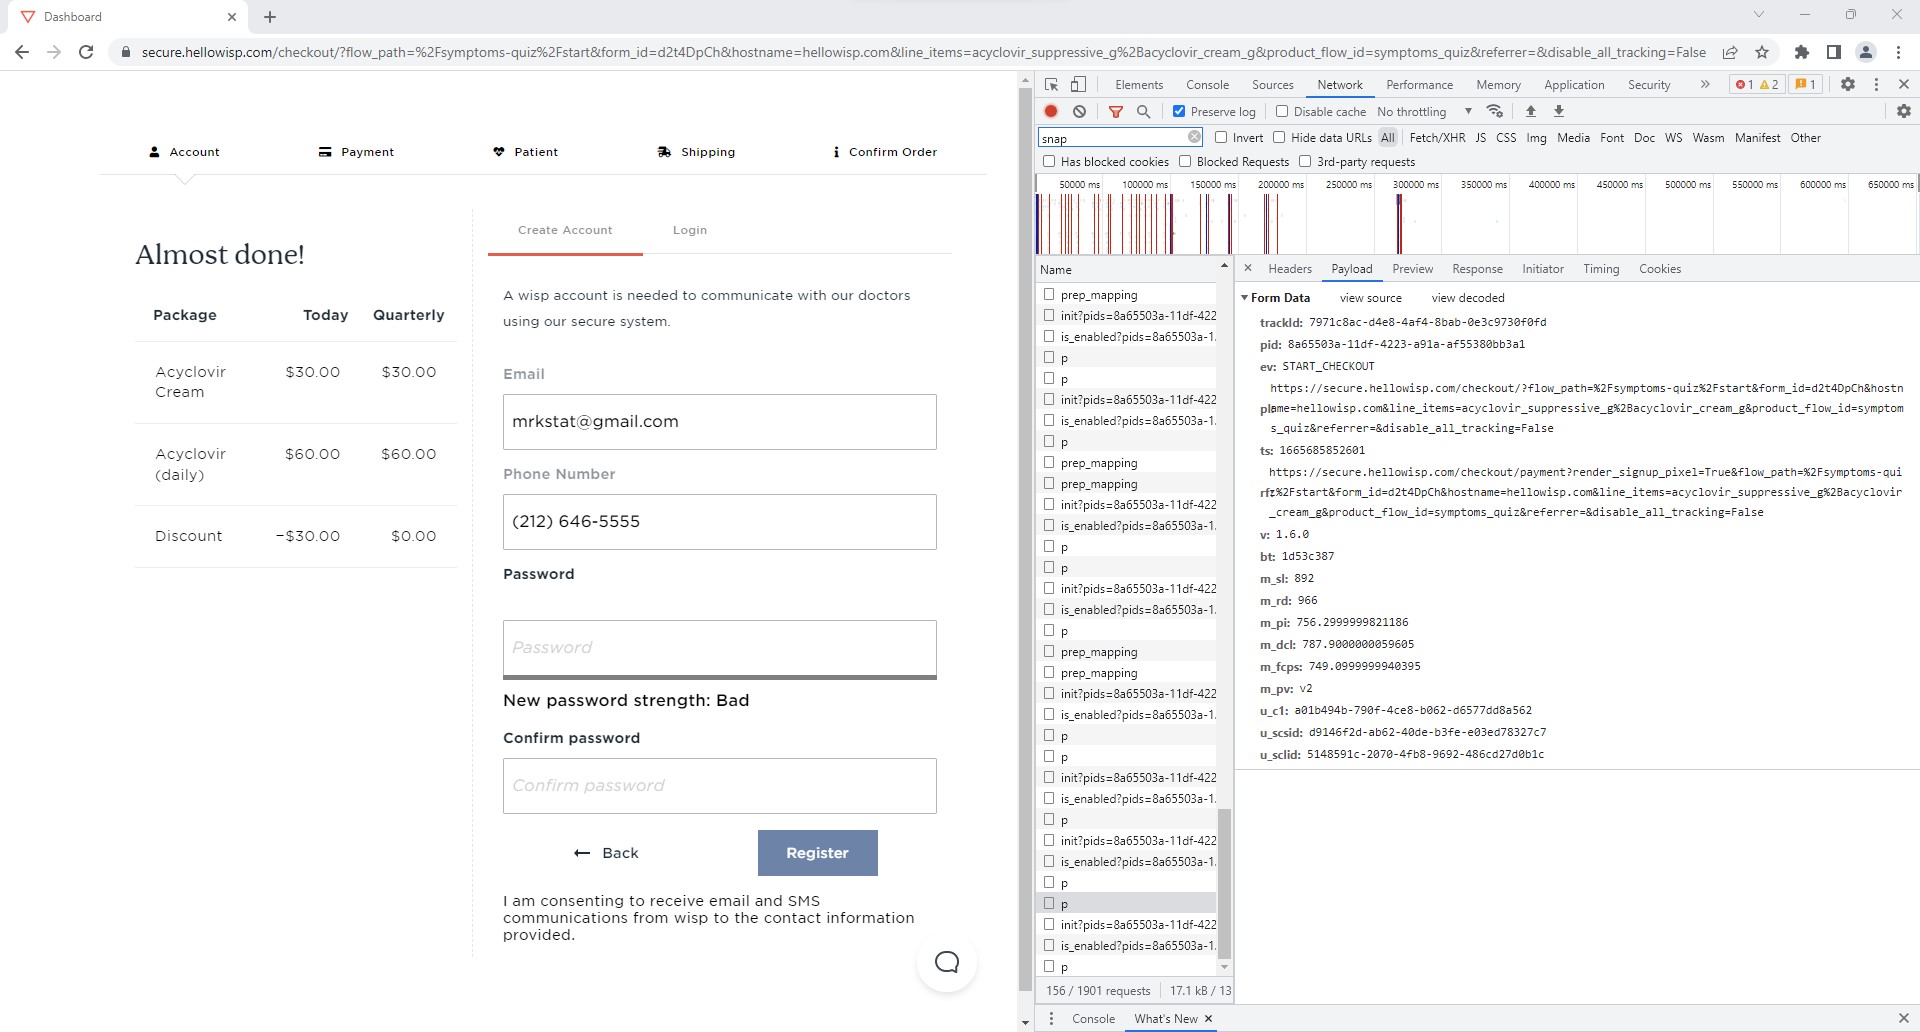 Dashboard
secure.hellowisp.com/checkout/?flow_path=%2Fsymptoms-quiz%2Fstart&form_id=d2t4DpCh&hostname=hellowisp.com&line_items=acyclovir_suppressive_g%2Bacyclovir_cream_g&product_flow_id=symptoms_quiz&referrer=&disable_all_tracking=False
Account
Payment
Patient
Shipping
Confirm Order
Almost done!
Package Today Quarterly
Acyclovir Cream $30.00 $30.00
Acyclovir (daily) $60.00 $60.00
Discount −$30.00 $0.00
Create Account
Login
A wisp account is needed to communicate with our doctors
using our secure system.
Email
mrkstat@gmail.com
Phone Number
(212) 646-5555
Password
Password
New password strength: Bad
Confirm password
Confirm password
Back
Register
I am consenting to receive email and SMS
communications from wisp to the contact information
provided.
Elements Console Sources Network Performance Memory Application Security » 1 2 1
Preserve log Disable cache No throttling
snap Invert Hide data URLs All Fetch/XHR JS CSS Img Media Font Doc WS Wasm Manifest Other
Has blocked cookies Blocked Requests 3rd-party requests
50000 ms 100000 ms 150000 ms 200000 ms 250000 ms 300000 ms 350000 ms 400000 ms 450000 ms 500000 ms 550000 ms 600000 ms 650000 ms
Name
prep_mapping
init?pids=8a65503a-11df-422
is_enabled?pids=8a65503a-1.
p
p
init?pids=8a65503a-11df-422
is_enabled?pids=8a65503a-1.
p
prep_mapping
prep_mapping
init?pids=8a65503a-11df-422
is_enabled?pids=8a65503a-1.
p
p
init?pids=8a65503a-11df-422
is_enabled?pids=8a65503a-1.
p
prep_mapping
prep_mapping
init?pids=8a65503a-11df-422
is_enabled?pids=8a65503a-1.
p
p
init?pids=8a65503a-11df-422
is_enabled?pids=8a65503a-1.
p
init?pids=8a65503a-11df-422
is_enabled?pids=8a65503a-1.
p
p
init?pids=8a65503a-11df-422
is_enabled?pids=8a65503a-1.
p
156 / 1901 requests 17.1 kB / 13
Headers Payload Preview Response Initiator Timing Cookies
Form Data view source view decoded
trackId: 7971c8ac-d4e8-4af4-8bab-0e3c9730f0fd
pid: 8a65503a-11df-4223-a91a-af55380bb3a1
ev: START_CHECKOUT
https://secure.hellowisp.com/checkout/?flow_path=%2Fsymptoms-quiz%2Fstart&form_id=d2t4DpCh&hostn
ame=hellowisp.com&line_items=acyclovir_suppressive_g%2Bacyclovir_cream_g&product_flow_id=symptom
s_quiz&referrer=&disable_all_tracking=False
ts: 1665685852601
https://secure.hellowisp.com/checkout/payment?render_signup_pixel=True&flow_path=%2Fsymptoms-qui
z%2Fstart&form_id=d2t4DpCh&hostname=hellowisp.com&line_items=acyclovir_suppressive_g%2Bacyclovir
_cream_g&product_flow_id=symptoms_quiz&referrer=&disable_all_tracking=False
v: 1.6.0
bt: 1d53c387
m_sl: 892
m_rd: 966
m_pi: 756.2999999821186
m_dcl: 787.9000000059605
m_fcps: 749.0999999940395
m_pv: v2
u_c1: a01b494b-790f-4ce8-b062-d6577dd8a562
u_scsid: d9146f2d-ab62-40de-b3fe-e03ed78327c7
u_sclid: 5148591c-2070-4fb8-9692-486cd27d0b1c
Console What's New